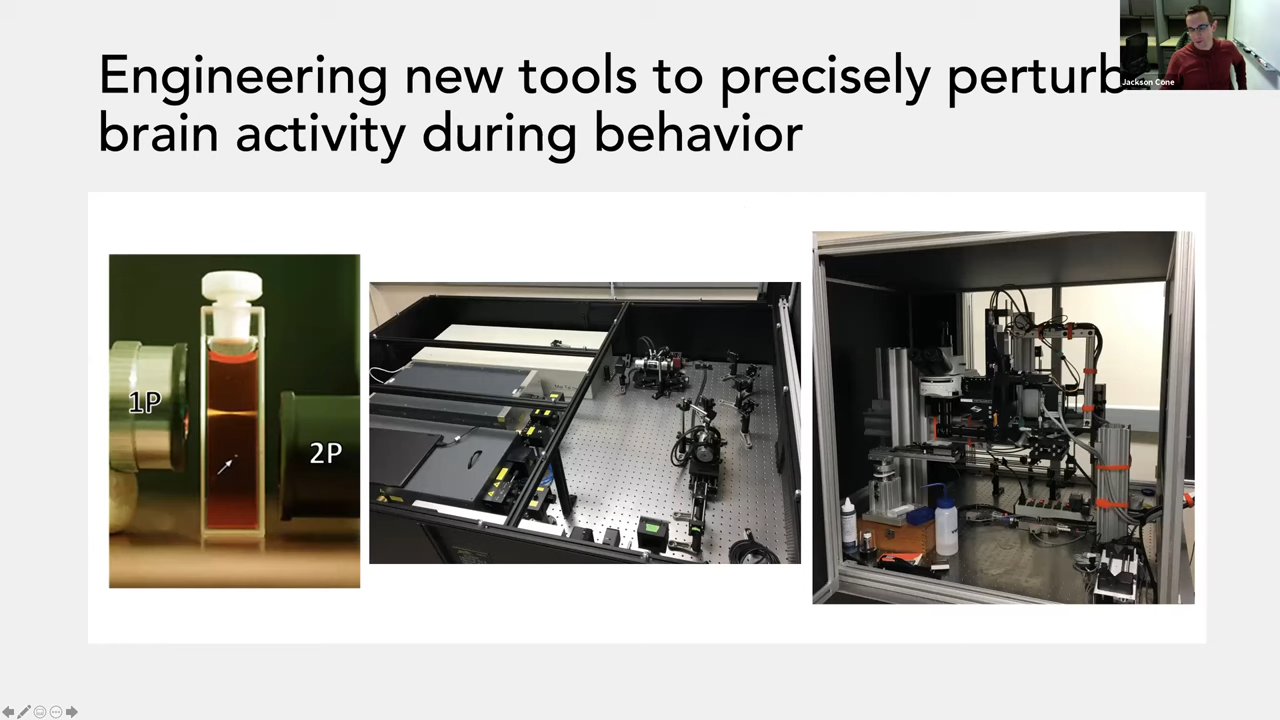 Engineering new tools to precisely perturb
brain activity during behavior
Jackson Cone
1P
2P